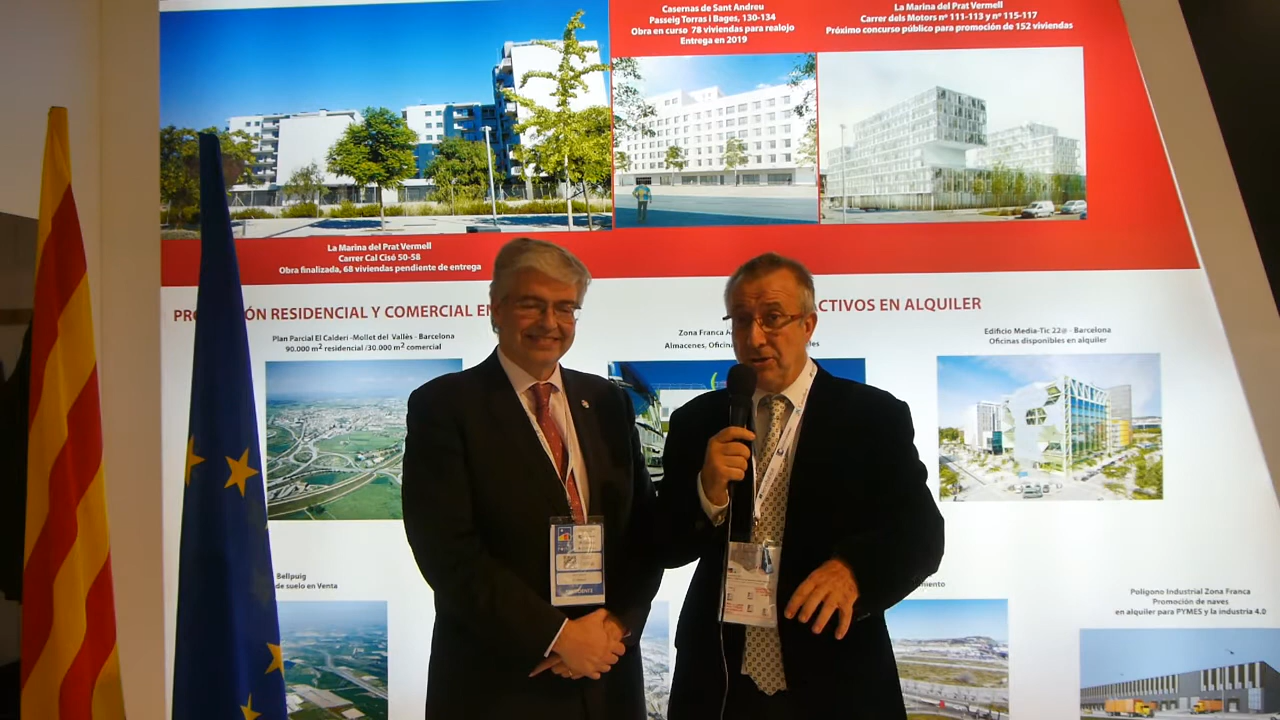 Casernas de Sant Andreu
Passeig Torras i Bages, 130-134
Obra en curso 78 viviendas para realojo
Entrega en 2019
La Marina del Prat Vermell
Carrer dels Motors nº 111-113 y nº 115-117
Próximo concurso público para promoción de 152 viviendas
La Marina del Prat Vermell
Carrer Cal Cisó 50-58
Obra finalizada, 68 viviendas pendiente de entrega
RESIDENCIAL Y COMERCIAL EN
ACTIVOS EN ALQUILER
Plan Parcial El Calderi -Mollet del Vallès - Barcelona
90.000 m² residencial /30.000 m² comercial
Zona Franca
Almacenes,
Edificio Media-Tic 22@ - Barcelona
Oficinas disponibles en alquiler
Bellpuig
de suelo en Venta
Polígono Industrial Zona Franca
Promoción de naves
en alquiler para PYMES y la industria 4.0